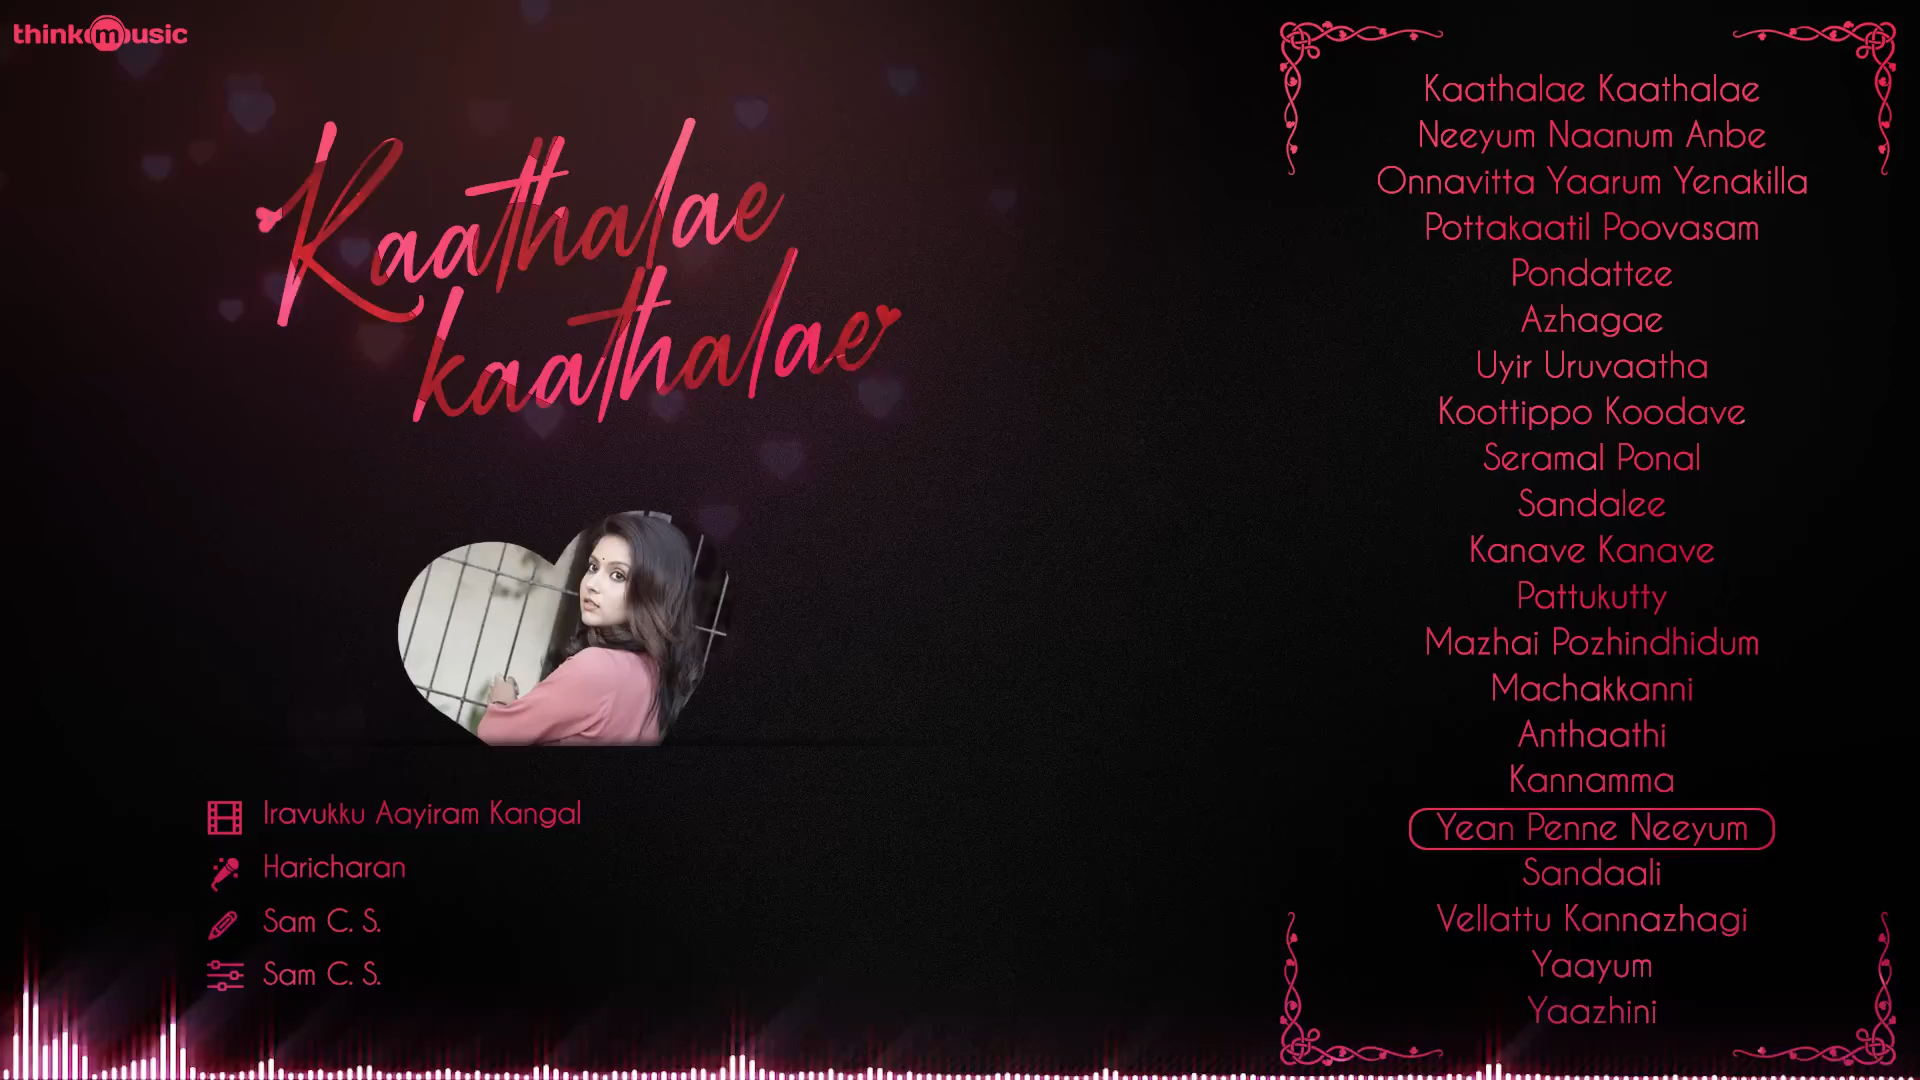 thinkmusic
Kaathalae
kaathalae
Iravukku Aayiram Kangal
Haricharan
Sam C. S.
Sam C. S.
Kaathalae Kaathalae
Neeyum Naanum Anbe
Onnavitta Yaarum Yenakilla
Pottakaatil Poovasam
Pondattee
Azhagae
Uyir Uruvaatha
Koottippo Koodave
Seramal Ponal
Sandalee
Kanave Kanave
Pattukutty
Mazhai Pozhindhidum
Machakkanni
Anthaathi
Kannamma
Yean Penne Neeyum
Sandaali
Vellattu Kannazhagi
Yaayum
Yaazhini